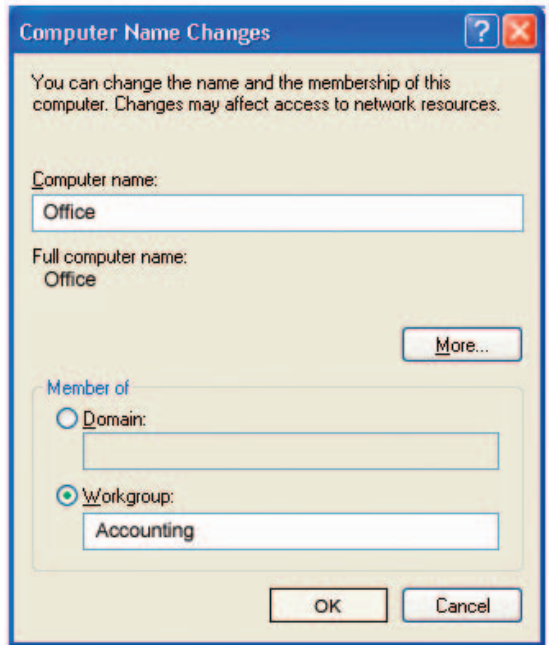 Computer Name Changes
You can change the name and the membership of this
computer. Changes may affect access to network resources.
Computer name:
Office
Full computer name:
Office
More...
Member of
Domain:
Workgroup:
Accounting
OK
Cancel